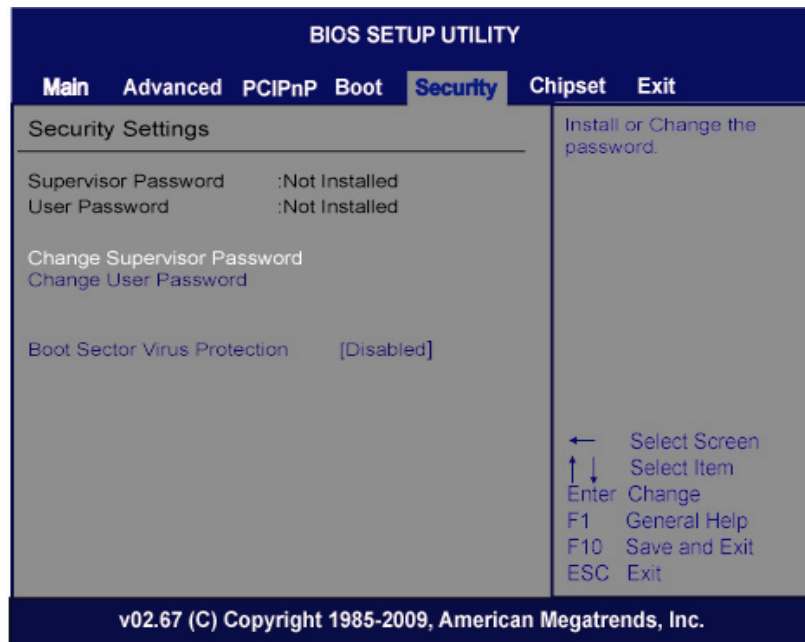 BIOS SETUP UTILITY
Main Advanced PCIPnP Boot Security Chipset Exit
Security Settings
Supervisor Password :Not Installed
User Password :Not Installed
Change Supervisor Password
Change User Password
Boot Sector Virus Protection [Disabled]
Install or Change the
password.
← Select Screen
↑↓ Select Item
Enter Change
F1 General Help
F10 Save and Exit
ESC Exit
v02.67 (C) Copyright 1985-2009, American Megatrends, Inc.